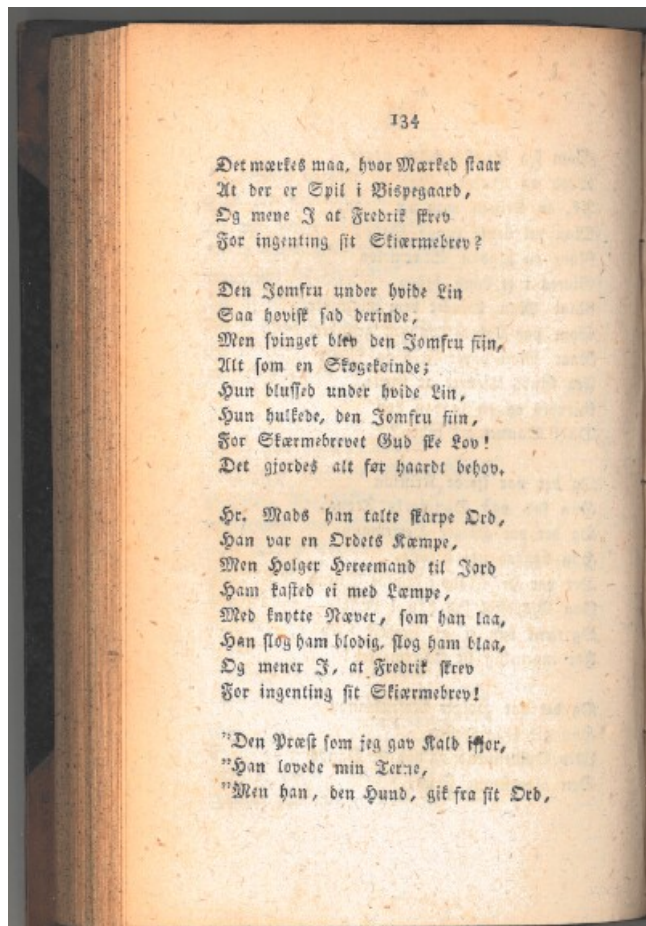 134
Det mærkes maa, hvor Mærked staar
At der er Spil i Bispegaard,
Og mene I at Fredrik skrev
For ingenting sit Skiærmebrev?
Den Jomfru under hvide Lin
Saa hovisk sad derinde,
Men svinget blev den Jomfru fiin,
Alt som en Skøgekøinde;
Hun blussed under hvide Lin,
Hun hulkede, den Jomfru fiin,
For Skærmebrevet Gud ske Lov!
Det gjordes alt før haardt behov.
Hr. Mads han talte skarpe Ord,
Han var en Ordets Kæmpe,
Men Holger Hereemand til Jord
Ham kasted ei med Læmpe,
Med knytte Næver, som han laa,
Han slog ham blodig, slog ham blaa,
Og mener I, at Fredrik skrev
For ingenting sit Skiærmebrev!
"Den Præst som jeg gav Kald iffor,
"Han lovede min Terne,
"Men han, den Hund, gik fra sit Ord,